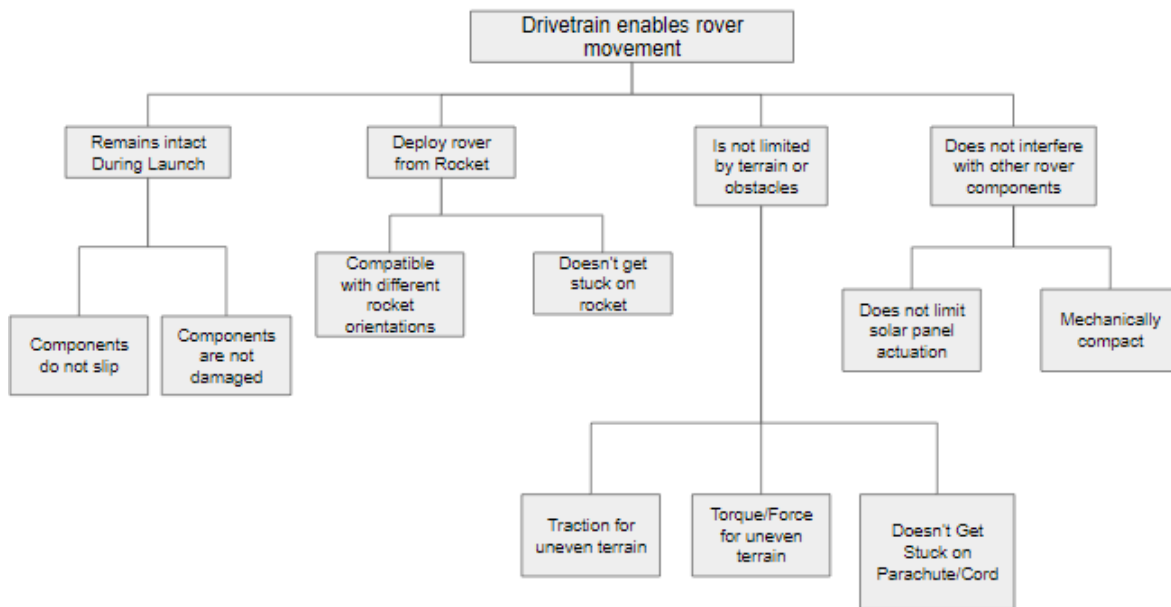 Drivetrain enables rover
movement
Remains intact
During Launch
Deploy rover
from Rocket
Is not limited
by terrain or
obstacles
Does not interfere
with other rover
components
Components
do not slip
Components
are not
damaged
Compatible
with different
rocket
orientations
Doesn't get
stuck on
rocket
Does not limit
solar panel
actuation
Mechanically
compact
Traction for
uneven terrain
Torque/Force
for uneven
terrain
Doesn't Get
Stuck on
Parachute/Cord